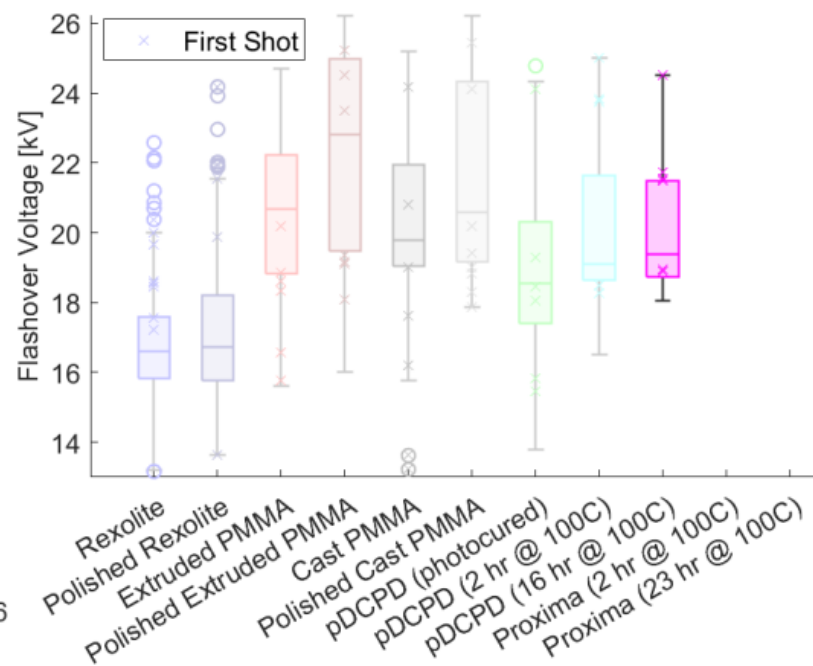 26
24
22
20
18
16
14
Flashover Voltage [kV]
First Shot
Rexolite
Polished Rexolite
Extruded PMMA
Polished Extruded PMMA
Cast PMMA
Polished Cast PMMA
pDCPD (photocured)
pDCPD (2 hr @ 100C)
pDCPD (16 hr @ 100C)
Proxima (2 hr @ 100C)
Proxima (23 hr @ 100C)
6